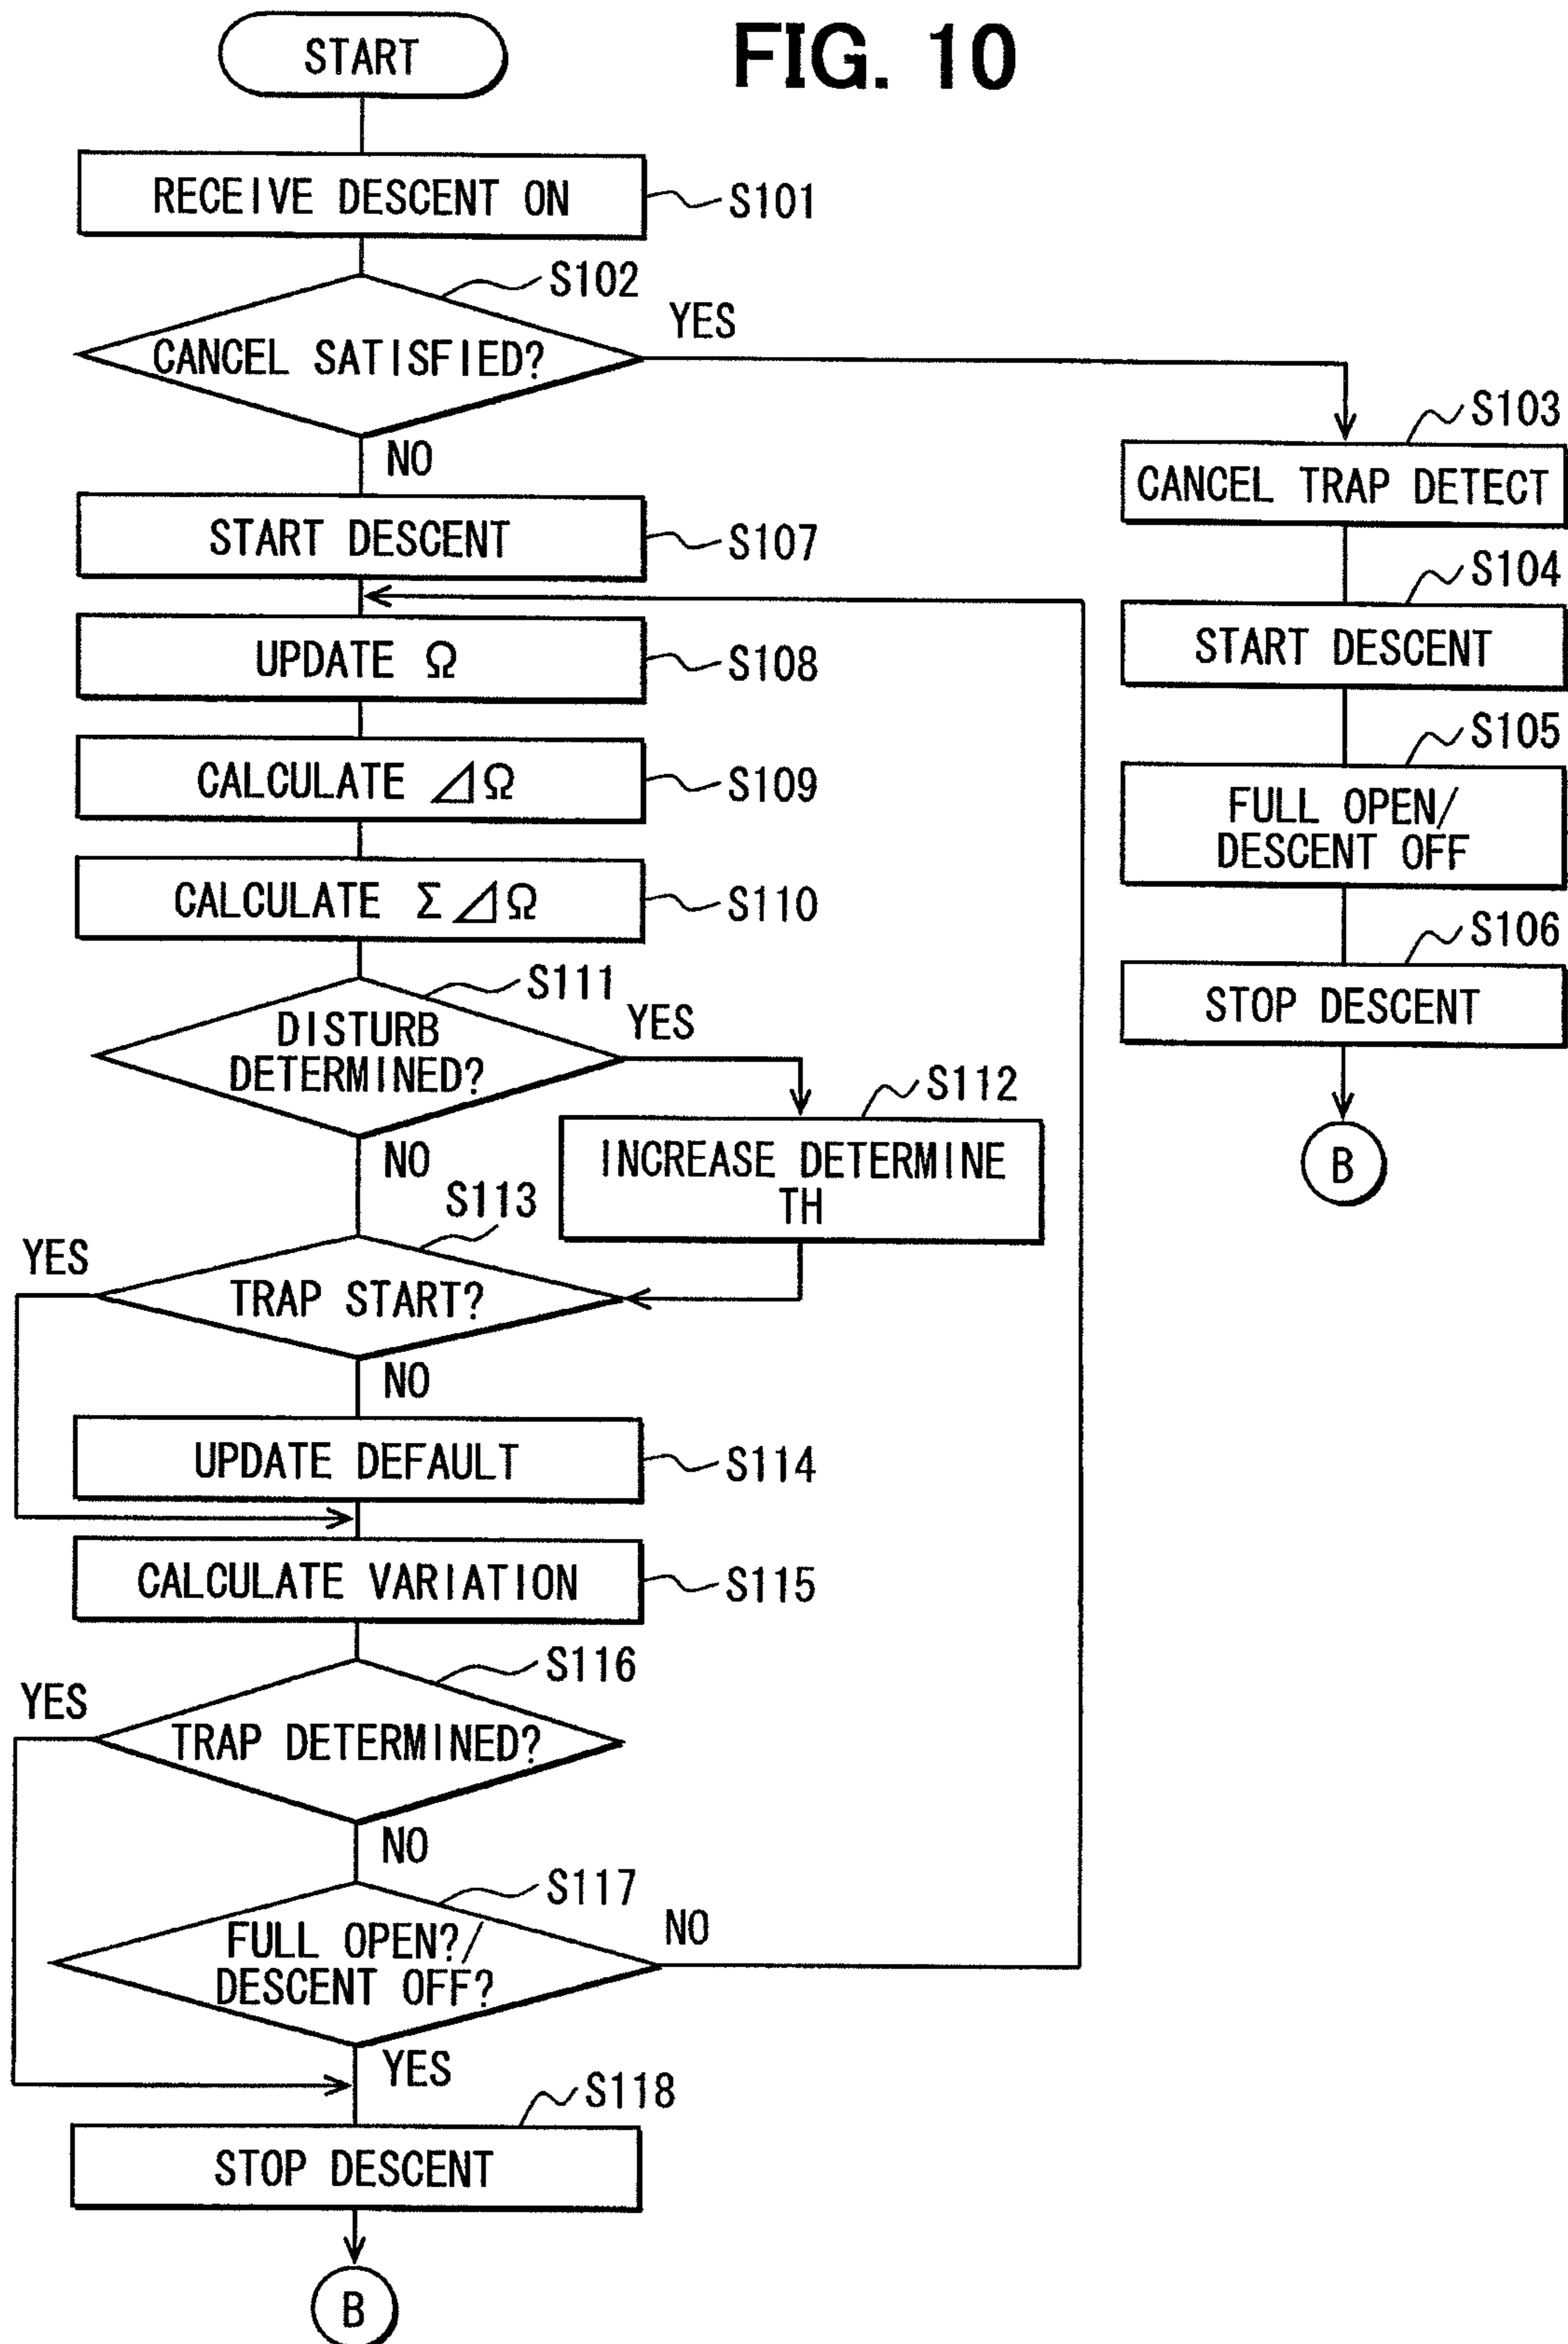 FIG. 10
START
RECEIVE DESCENT ON
S101
S102
CANCEL SATISFIED?
YES
NO
S103
CANCEL TRAP DETECT
S104
START DESCENT
S105
FULL OPEN/
DESCENT OFF
S106
STOP DESCENT
B
START DESCENT
S107
UPDATE Ω
S108
CALCULATE ⊿Ω
S109
CALCULATE Σ⊿Ω
S110
S111
DISTURB
DETERMINED?
YES
NO
S112
INCREASE DETERMINE
TH
S113
TRAP START?
YES
NO
UPDATE DEFAULT
S114
CALCULATE VARIATION
S115
S116
TRAP DETERMINED?
YES
NO
S117
FULL OPEN?/
DESCENT OFF?
NO
YES
S118
STOP DESCENT
B